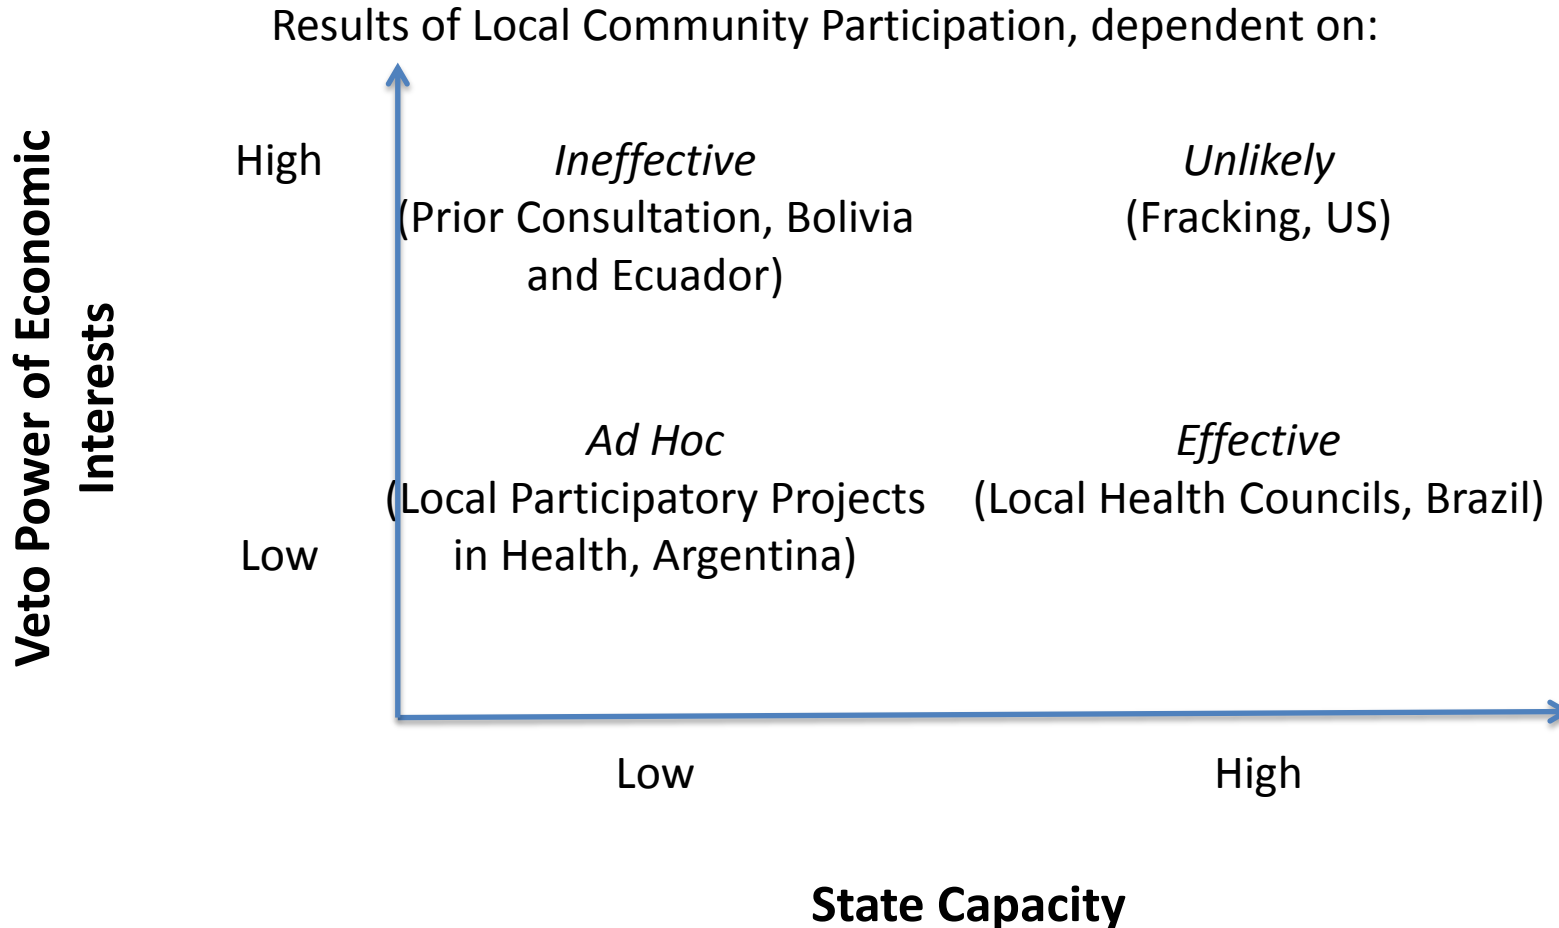 Results of Local Community Participation, dependent on:
Veto Power of Economic
Interests
High
Ineffective
(Prior Consultation, Bolivia
and Ecuador)
Unlikely
(Fracking, US)
Low
Ad Hoc
(Local Participatory Projects
in Health, Argentina)
Effective
(Local Health Councils, Brazil)
Low
High
State Capacity